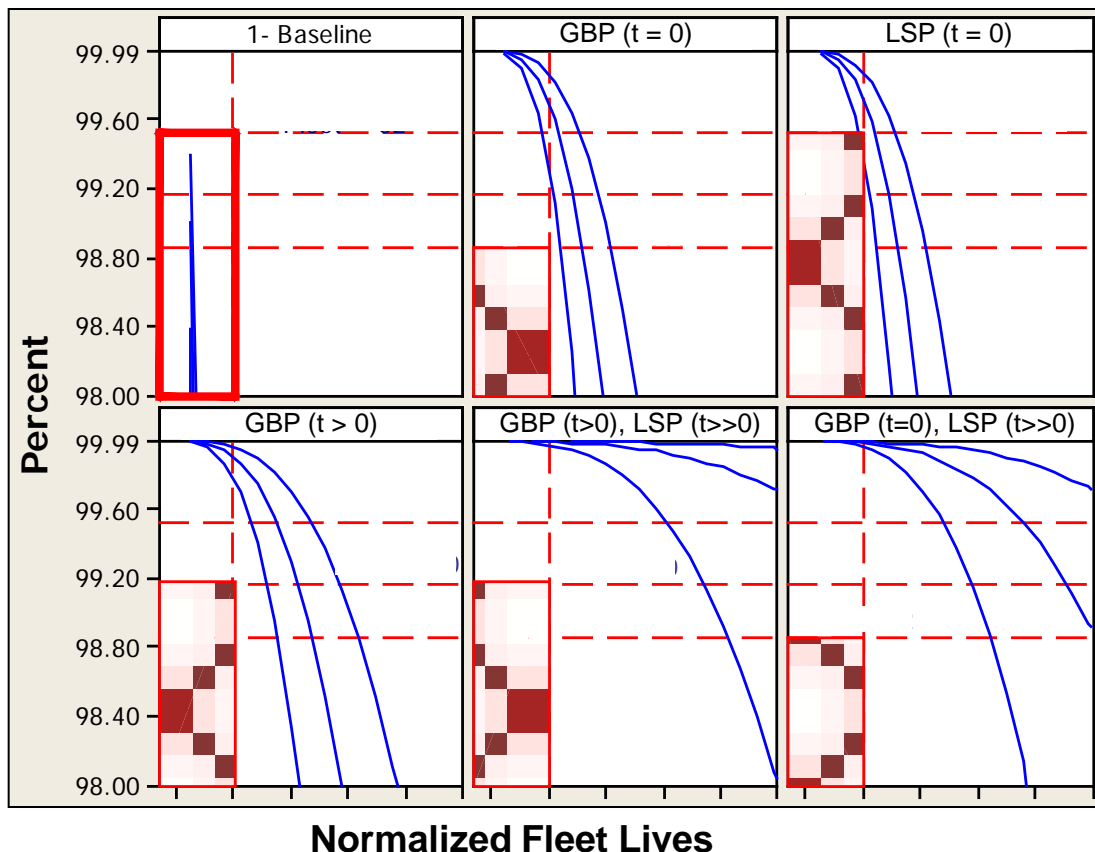 1- Baseline
GBP (t = 0)
LSP (t = 0)
99.99
99.60
99.20
98.80
98.40
98.00
Percent
GBP (t > 0)
GBP (t>0), LSP (t>>0)
GBP (t=0), LSP (t>>0)
99.99
99.60
99.20
98.80
98.40
98.00
Normalized Fleet Lives